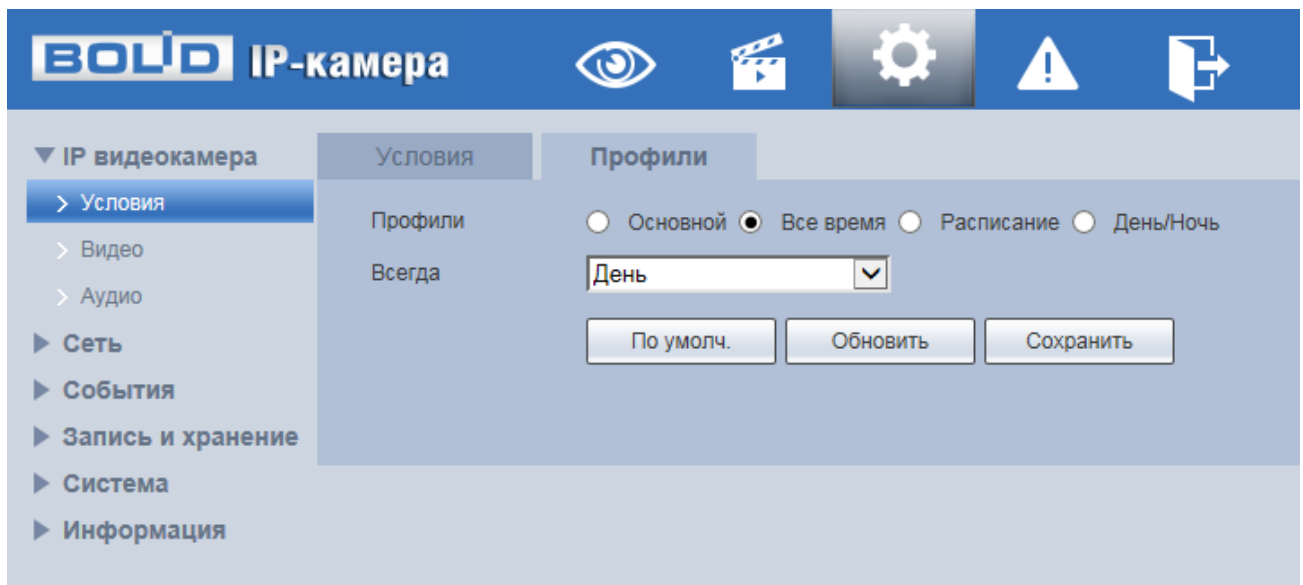 BOLID IP-камера
IP видеокамера
Условия
Видео
Аудио
Сеть
События
Запись и хранение
Система
Информация
Условия Профили
Профили Основной Все время Расписание День/Ночь
Всегда День
По умолч. Обновить Сохранить